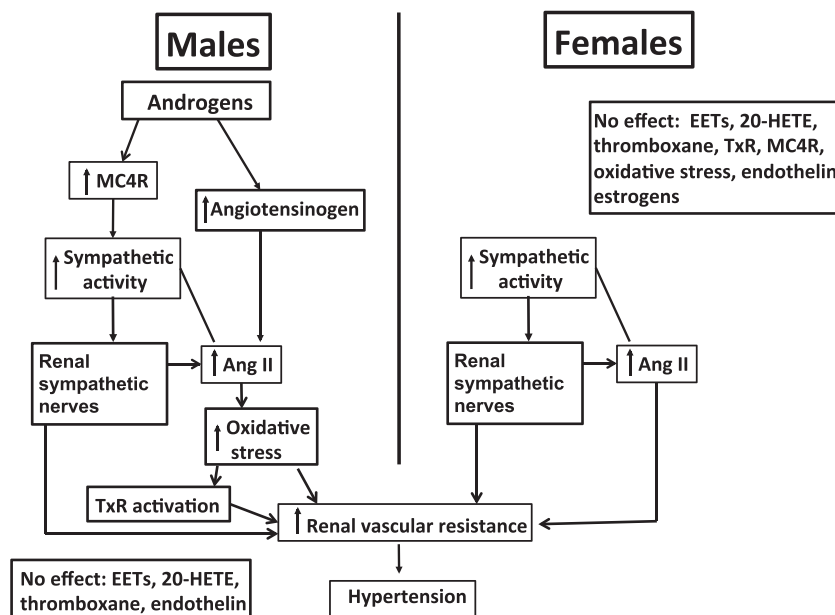 Males
Androgens
↑ MC4R
↑ Angiotensinogen
↑ Sympathetic
activity
Renal
sympathetic
nerves
↑ Ang II
↑ Oxidative
stress
TxR activation
No effect: EETs, 20-HETE,
thromboxane, endothelin
Females
No effect: EETs, 20-HETE,
thromboxane, TxR, MC4R,
oxidative stress, endothelin
estrogens
↑ Sympathetic
activity
Renal
sympathetic
nerves
↑ Ang II
↑ Renal vascular resistance
Hypertension